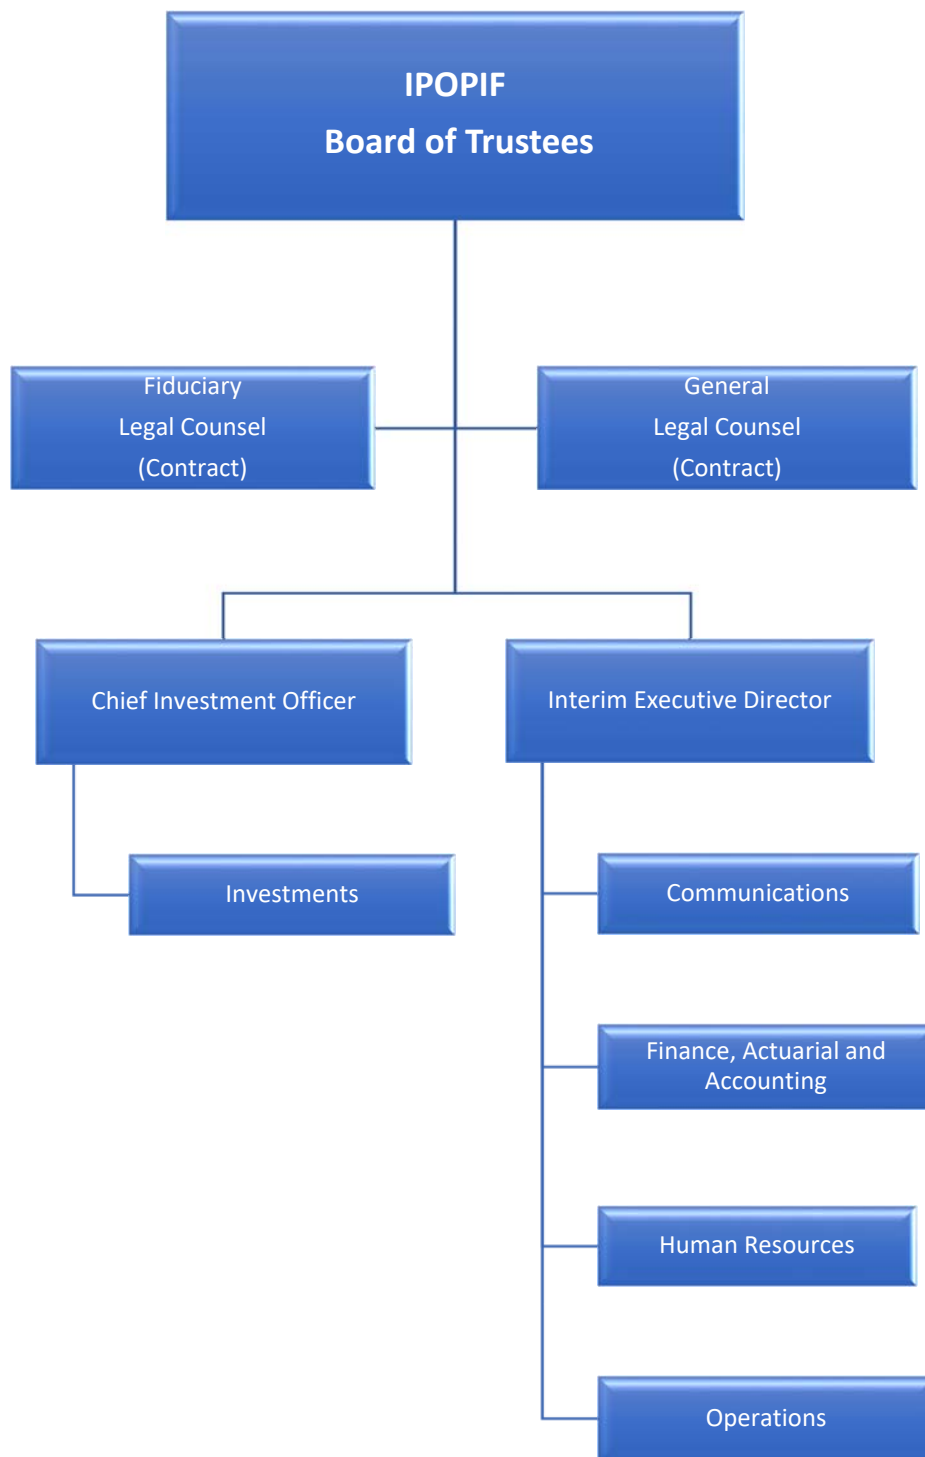 IPOPIF
Board of Trustees
Fiduciary
Legal Counsel
(Contract)
General
Legal Counsel
(Contract)
Chief Investment Officer
Interim Executive Director
Investments
Communications
Finance, Actuarial and
Accounting
Human Resources
Operations